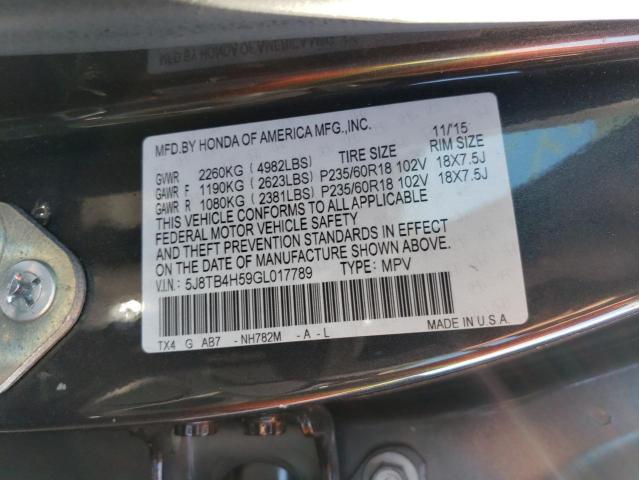 MFD.BY HONDA OF AMERICA MFG.,INC. 11/'15
TIRE SIZE RIM SIZE
GVWR 2260KG ( 4982LBS)
GAWR F 1190KG ( 2623LBS) P235/60R18 102V 18X7.5J
GAWR R 1080KG ( 2381LBS) P235/60R18 102V 18X7.5J
THIS VEHICLE CONFORMS TO ALL APPLICABLE
FEDERAL MOTOR VEHICLE SAFETY
AND THEFT PREVENTION STANDARDS IN EFFECT
ON THE DATE OF MANUFACTURE SHOWN ABOVE.
V.I.N.: 5J8TB4H59GL017789 TYPE: MPV
TX4 G AB7 - NH782M - A - L
MADE IN U.S.A.